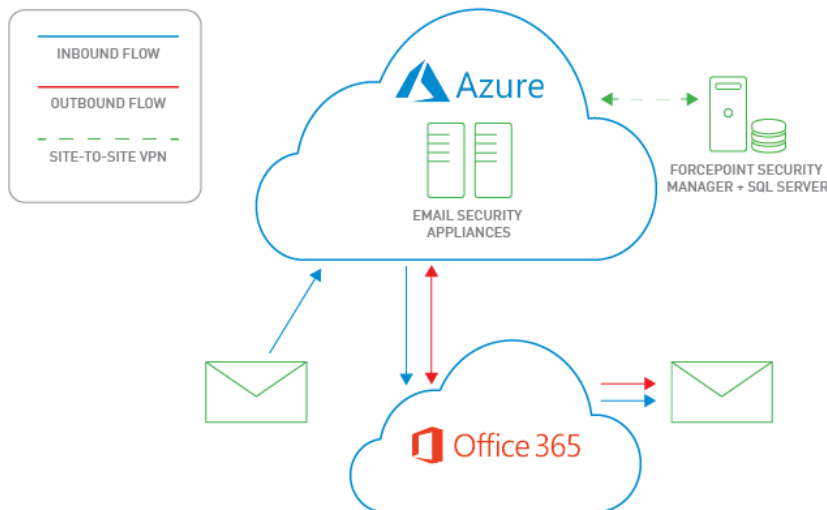 INBOUND FLOW
OUTBOUND FLOW
SITE-TO-SITE VPN
Azure
EMAIL SECURITY
APPLIANCES
FORCEPOINT SECURITY
MANAGER + SQL SERVER
Office 365